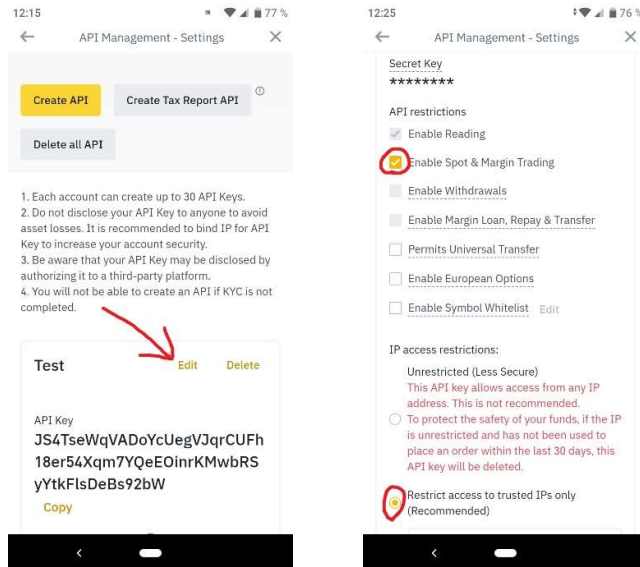 12:15
77 %
API Management - Settings
Create API
Create Tax Report API
Delete all API
1. Each account can create up to 30 API Keys.
2. Do not disclose your API Key to anyone to avoid
asset losses. It is recommended to bind IP for API
Key to increase your account security.
3. Be aware that your API Key may be disclosed by
authorizing it to a third-party platform.
4. You will not be able to create an API if KYC is not
completed.
Test
Edit
Delete
API Key
JS4TseWqVADoYcUegVJqrCUFh
18er54Xqm7YQeEOinrKMwbRS
yYtkFlsDeBs92bW
Copy
12:25
76 %
API Management - Settings
Secret Key
********
API restrictions
Enable Reading
Enable Spot & Margin Trading
Enable Withdrawals
Enable Margin Loan, Repay & Transfer
Permits Universal Transfer
Enable European Options
Enable Symbol Whitelist Edit
IP access restrictions:
Unrestricted (Less Secure)
This API key allows access from any IP
address. This is not recommended.
To protect the safety of your funds, if the IP
is unrestricted and has not been used to
place an order within the last 30 days, this
API key will be deleted.
Restrict access to trusted IPs only
(Recommended)